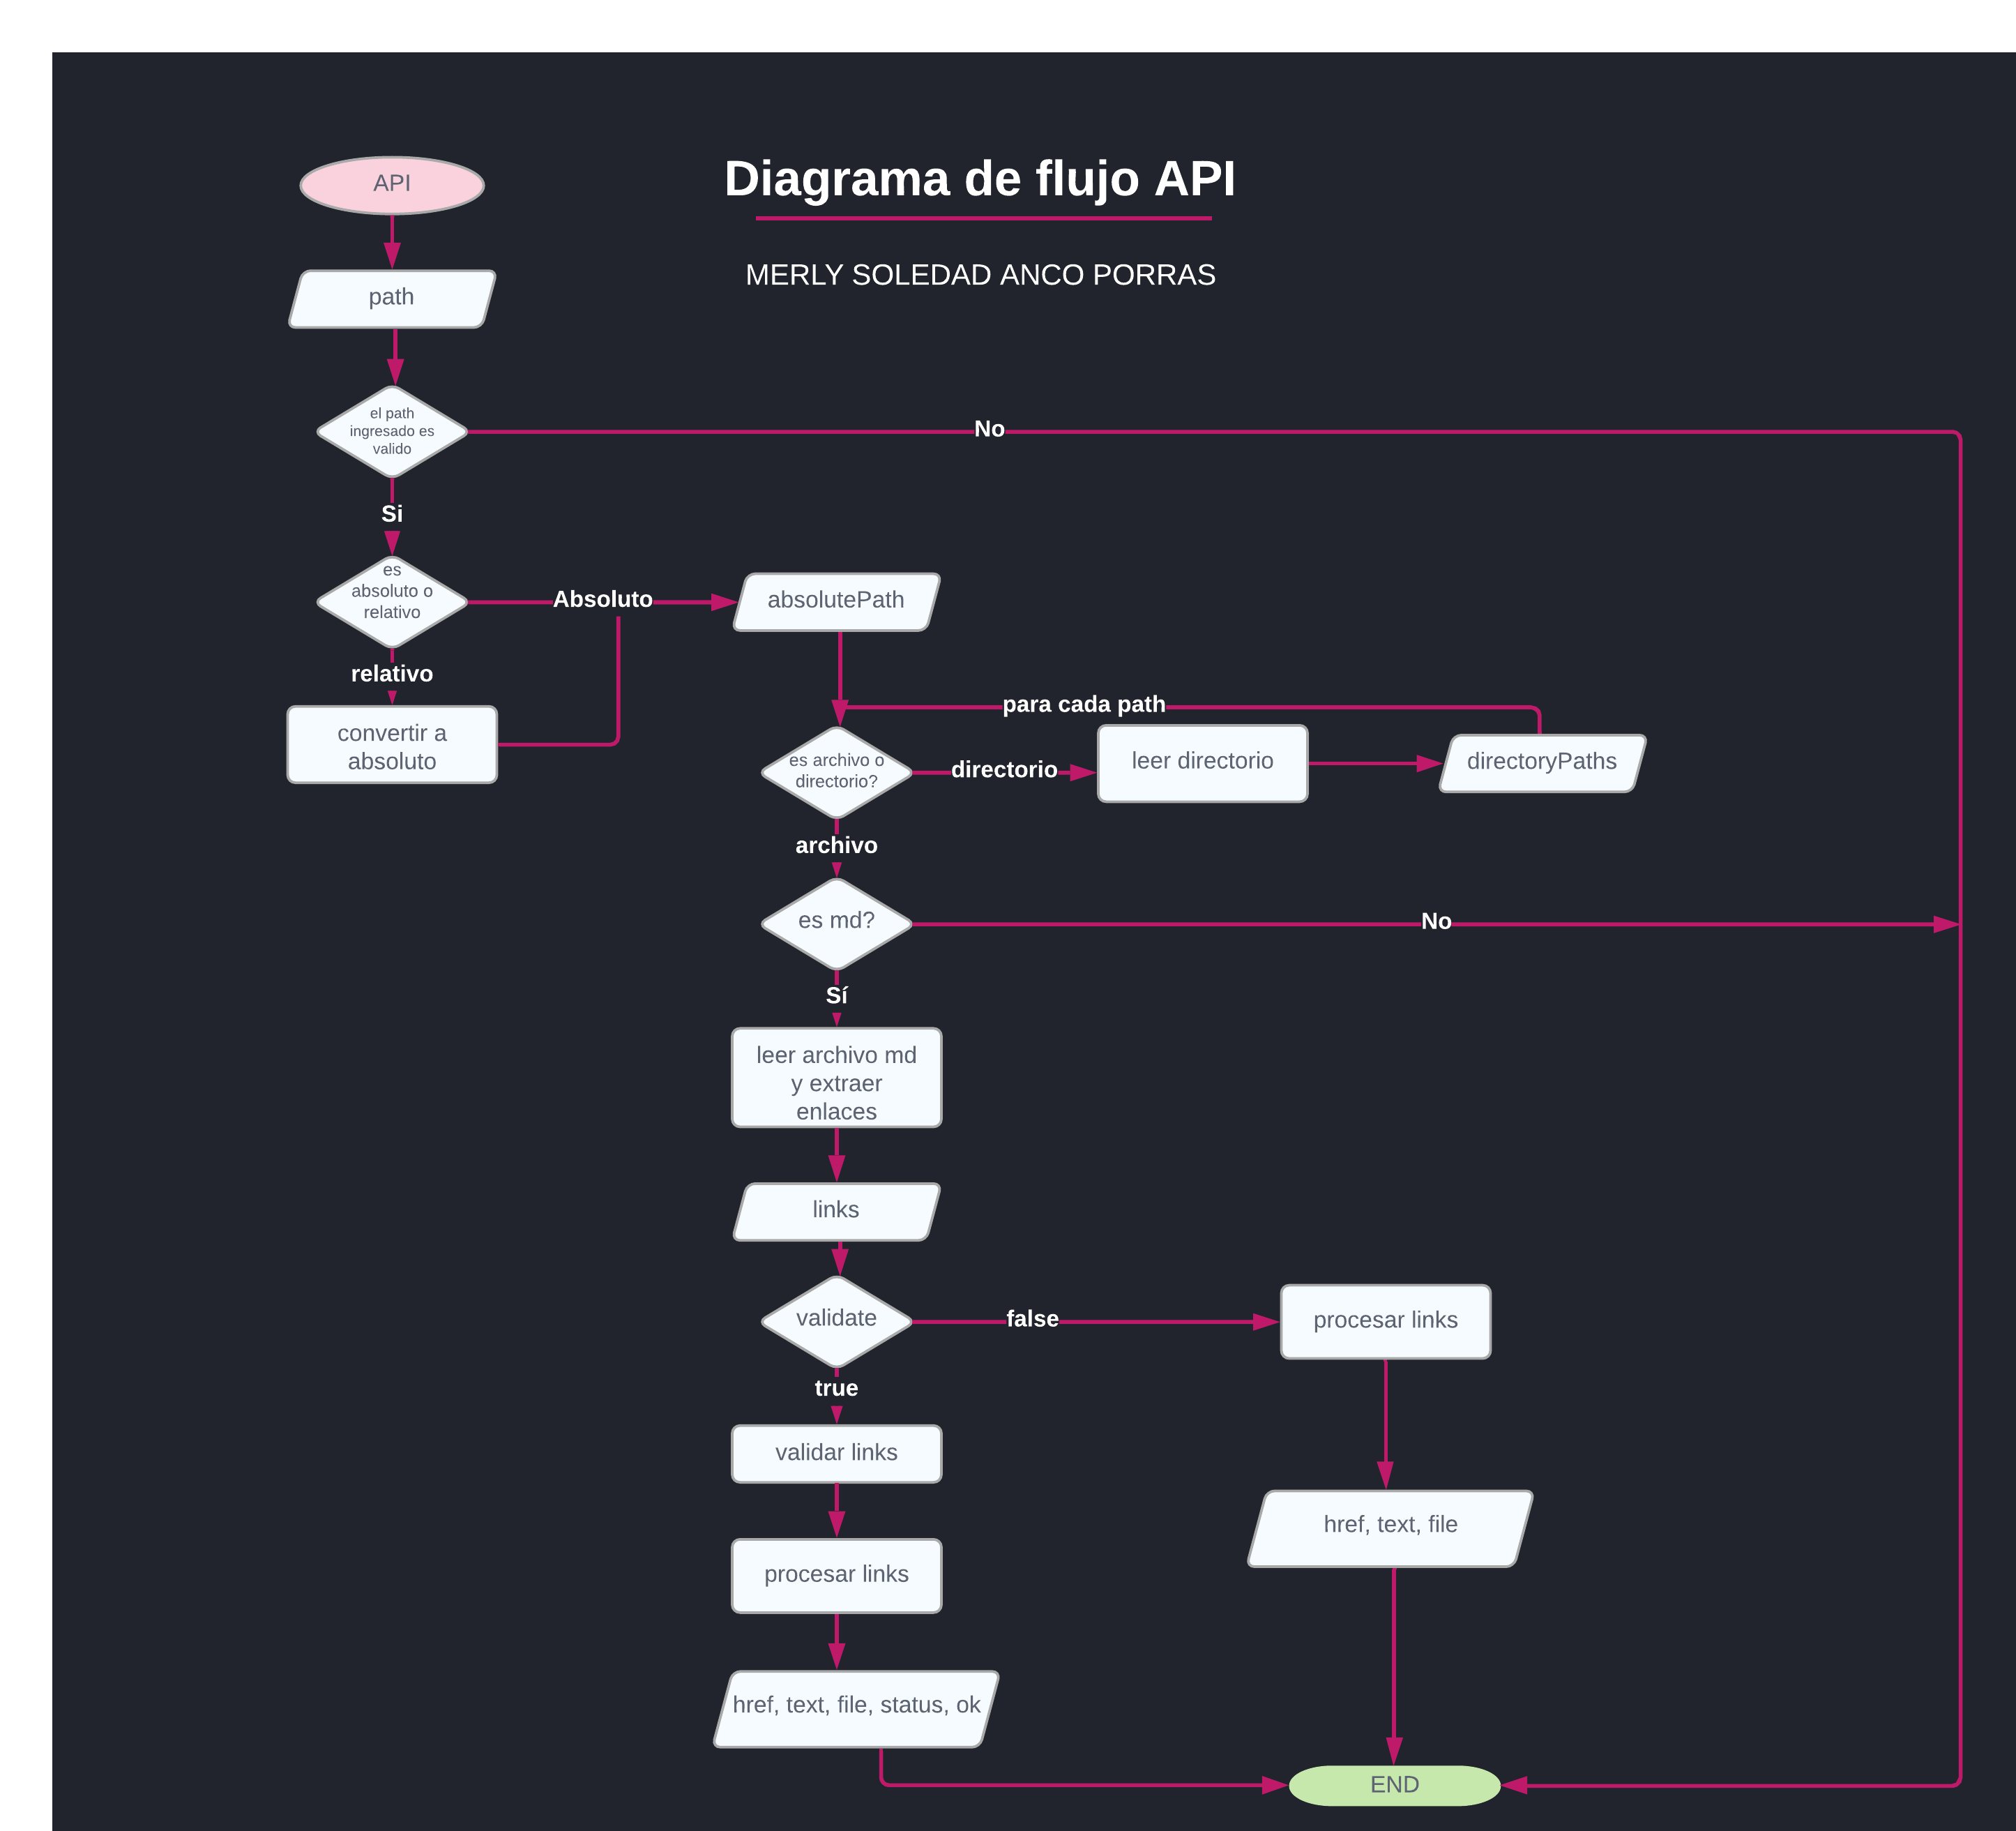 Diagrama de flujo API
MERLY SOLEDAD ANCO PORRAS
API
path
el path
ingresado es
valido
No
Si
es
absoluto o
relativo
Absoluto
absolutePath
relativo
convertir a
absoluto
para cada path
es archivo o
directorio?
directorio
leer directorio
directoryPaths
archivo
es md?
No
Sí
leer archivo md
y extraer
enlaces
links
validate
false
procesar links
true
validar links
href, text, file
procesar links
href, text, file, status, ok
END